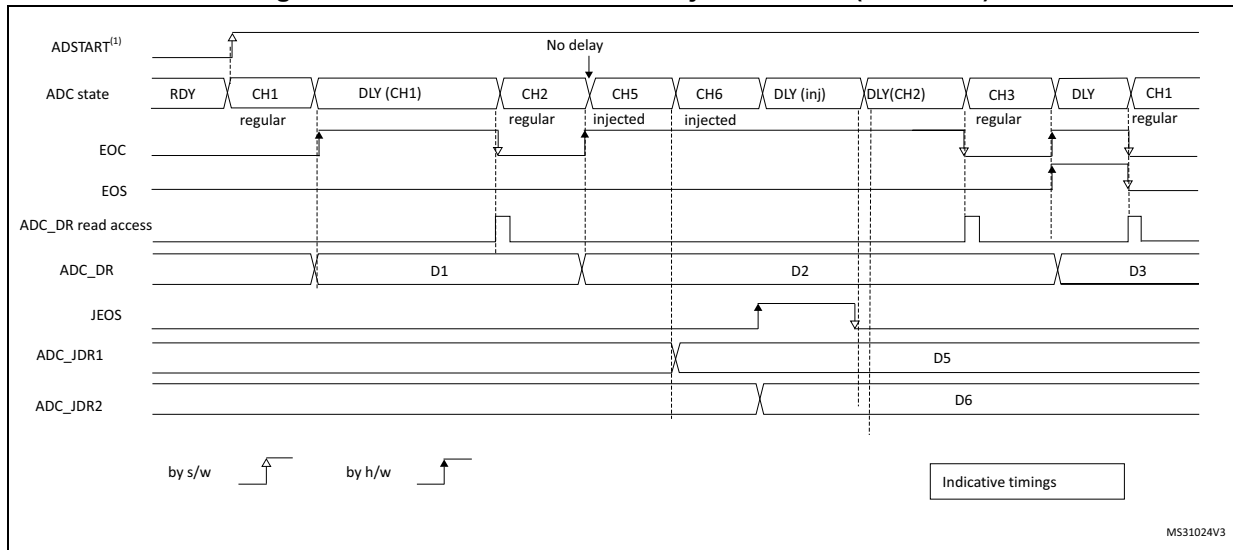 ADSTART(1)
No delay
ADC state RDY CH1 DLY (CH1) CH2 CH5 CH6 DLY (inj) DLY(CH2) CH3 DLY CH1
regular regular injected injected regular regular
EOC
EOS
ADC_DR read access
ADC_DR D1 D2 D3
JEOS
ADC_JDR1 D5
ADC_JDR2 D6
by s/w by h/w
Indicative timings
MS31024V3